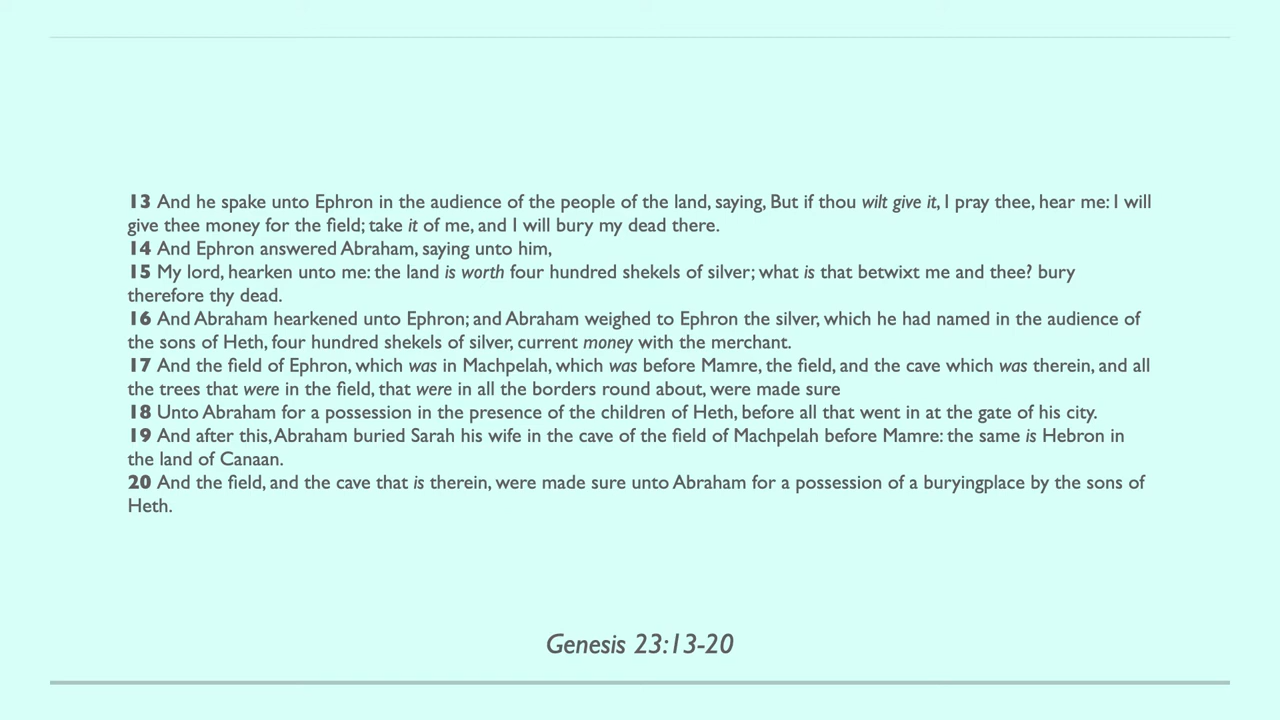 13 And he spake unto Ephron in the audience of the people of the land, saying, But if thou wilt give it, I pray thee, hear me: I will
give thee money for the field; take it of me, and I will bury my dead there.
14 And Ephron answered Abraham, saying unto him,
15 My lord, hearken unto me: the land is worth four hundred shekels of silver; what is that betwixt me and thee? bury
therefore thy dead.
16 And Abraham hearkened unto Ephron; and Abraham weighed to Ephron the silver, which he had named in the audience of
the sons of Heth, four hundred shekels of silver, current money with the merchant.
17 And the field of Ephron, which was in Machpelah, which was before Mamre, the field, and the cave which was therein, and all
the trees that were in the field, that were in all the borders round about, were made sure
18 Unto Abraham for a possession in the presence of the children of Heth, before all that went in at the gate of his city.
19 And after this, Abraham buried Sarah his wife in the cave of the field of Machpelah before Mamre: the same is Hebron in
the land of Canaan.
20 And the field, and the cave that is therein, were made sure unto Abraham for a possession of a buryingplace by the sons of
Heth.
Genesis 23:13-20